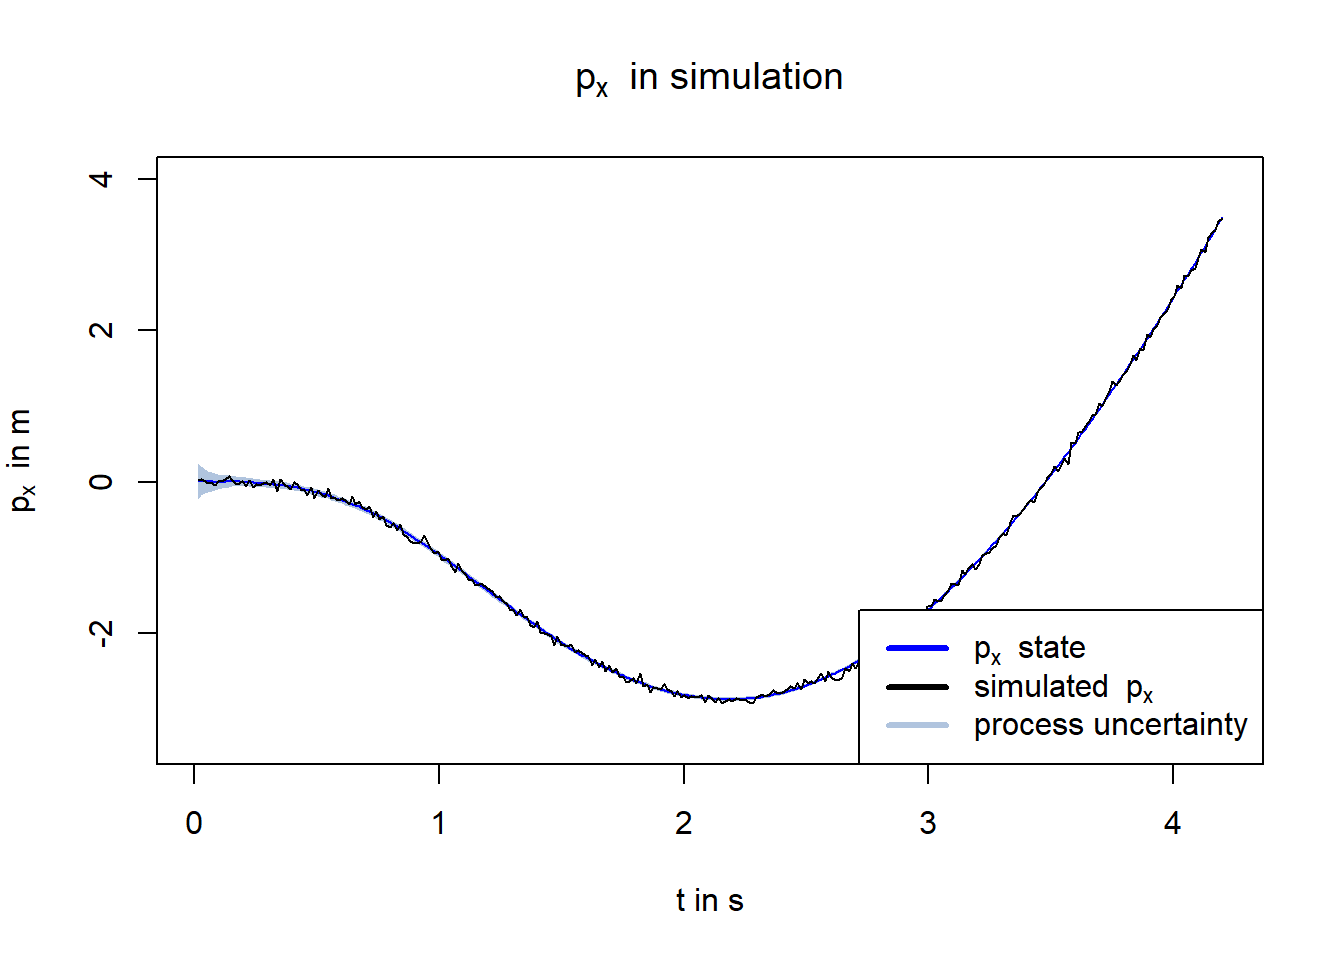 pₓ in simulation
4
2
0
-2
pₓ in m
0 1 2 3 4
t in s
pₓ state
simulated pₓ
process uncertainty